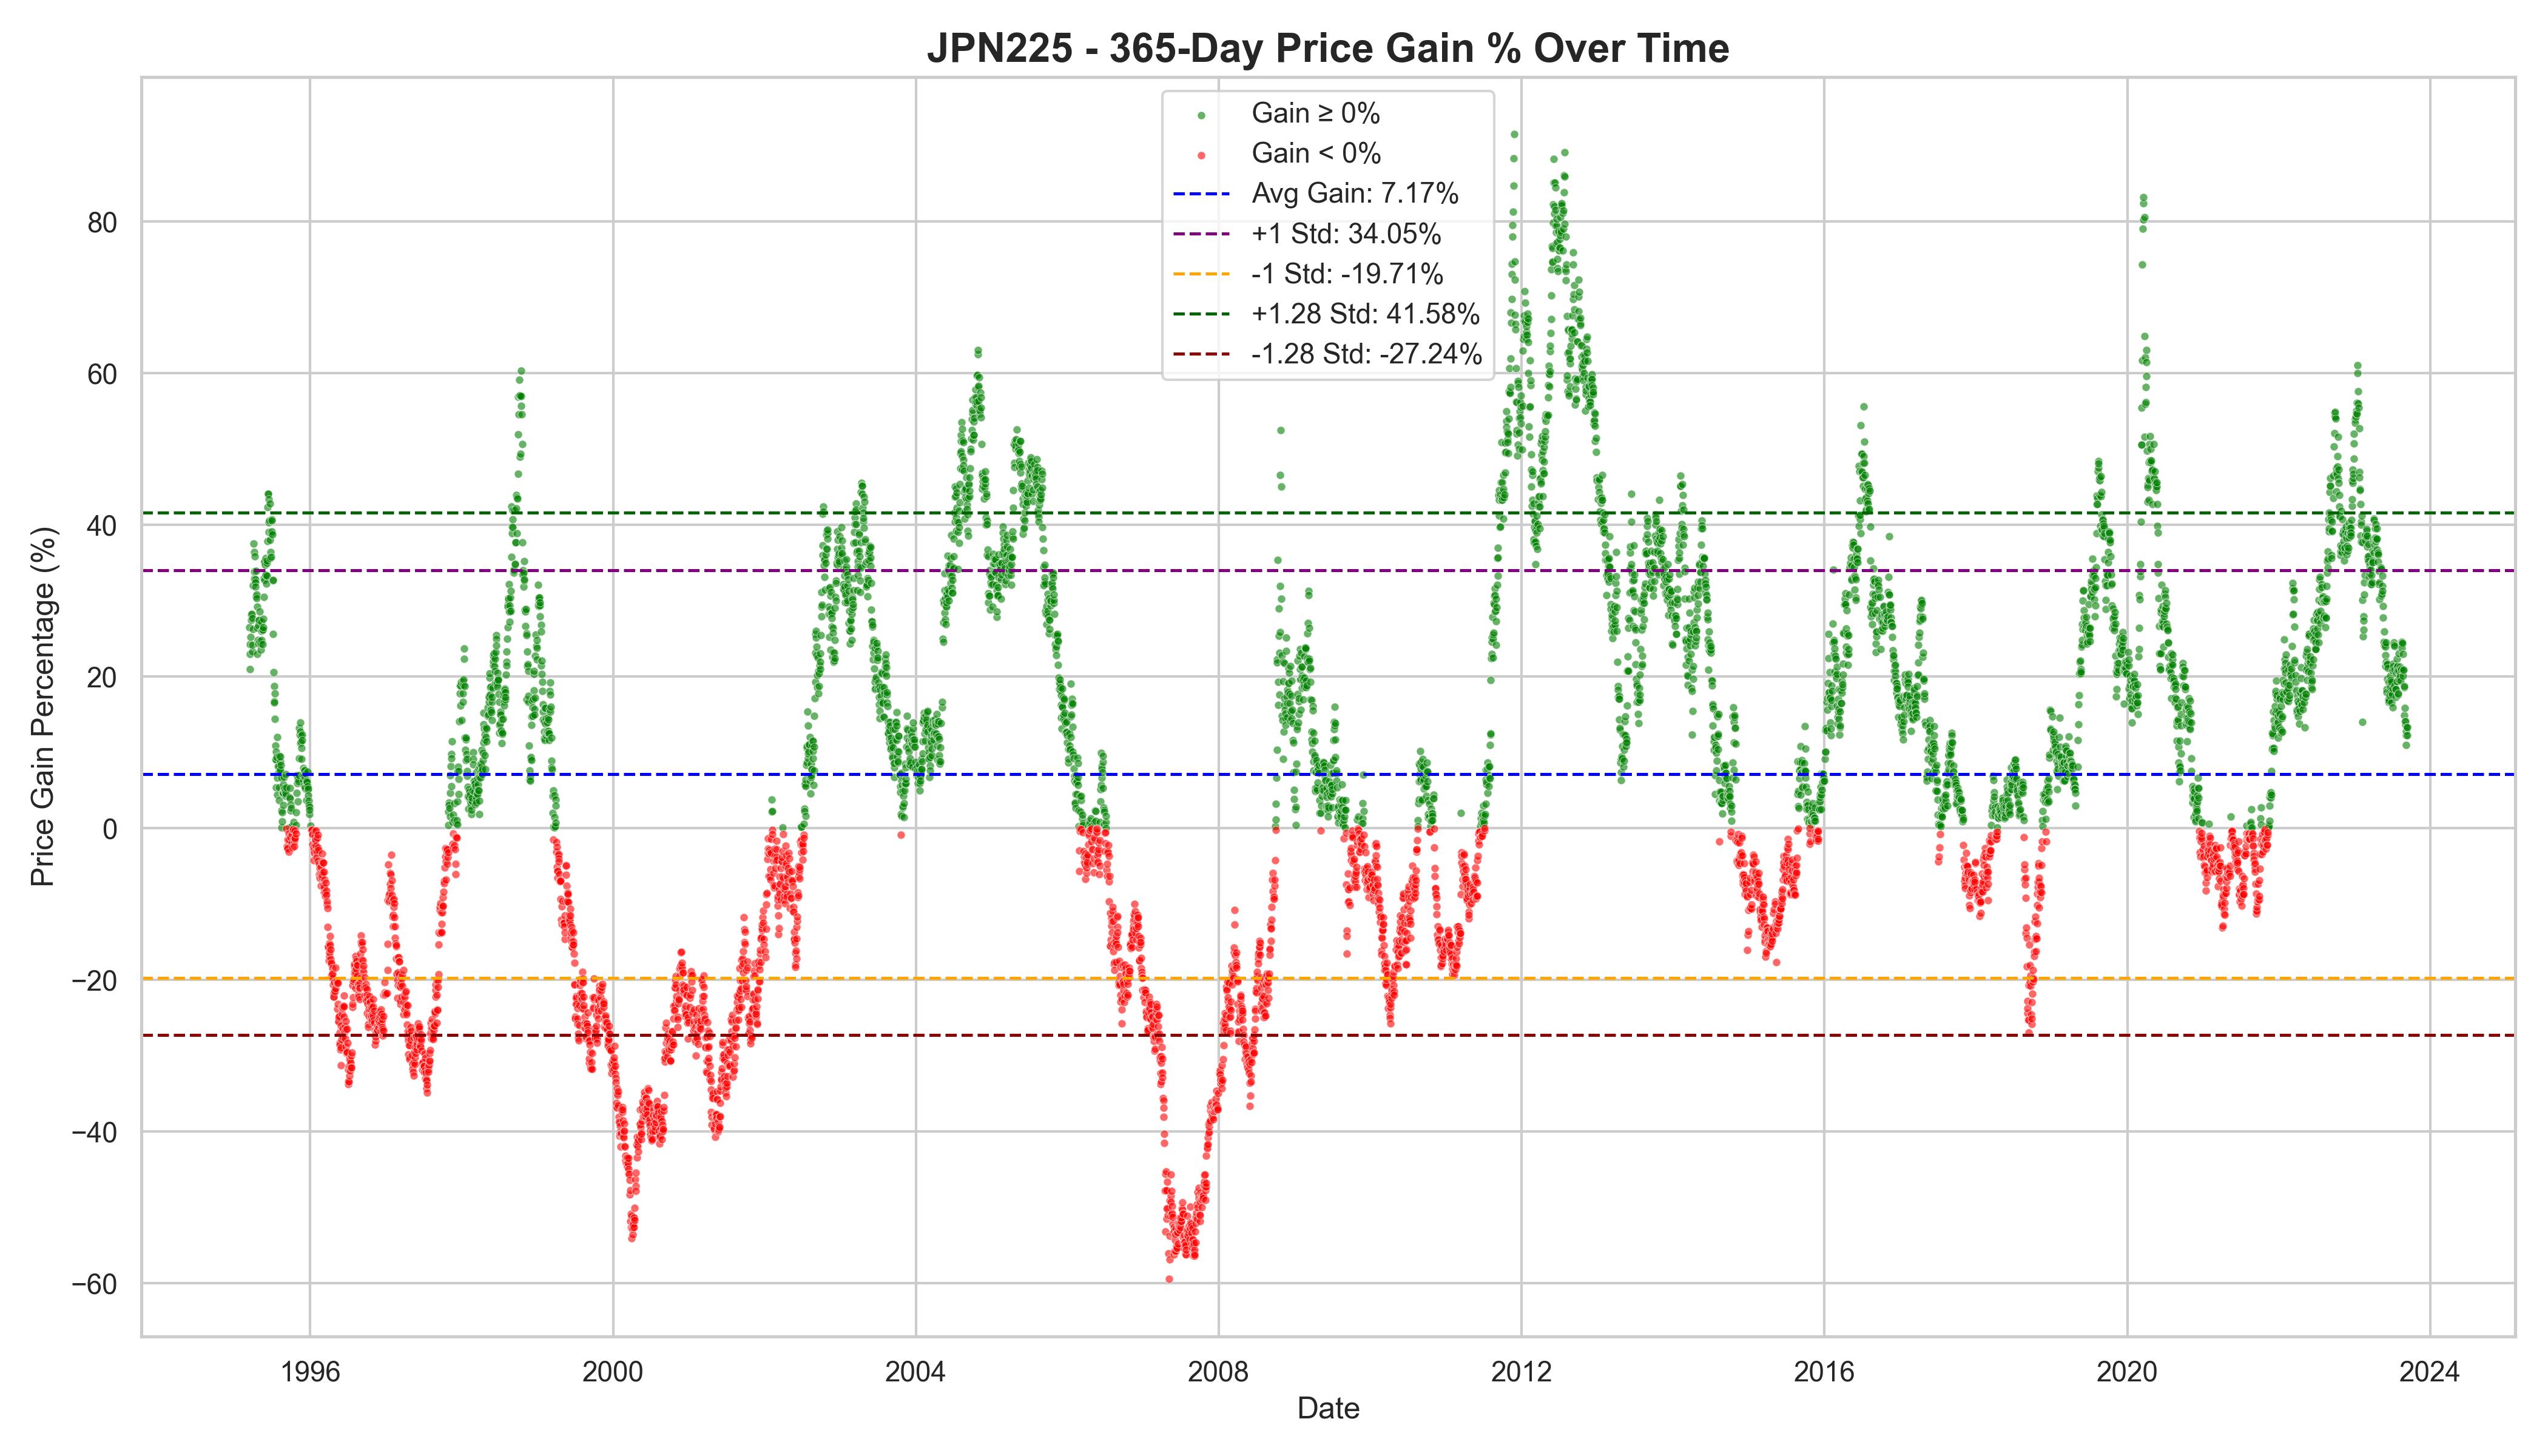 JPN225 - 365-Day Price Gain % Over Time
Gain ≥ 0%
Gain < 0%
Avg Gain: 7.17%
+1 Std: 34.05%
-1 Std: -19.71%
+1.28 Std: 41.58%
-1.28 Std: -27.24%
Price Gain Percentage (%)
80
60
40
20
0
−20
−40
−60
1996 2000 2004 2008 2012 2016 2020 2024
Date